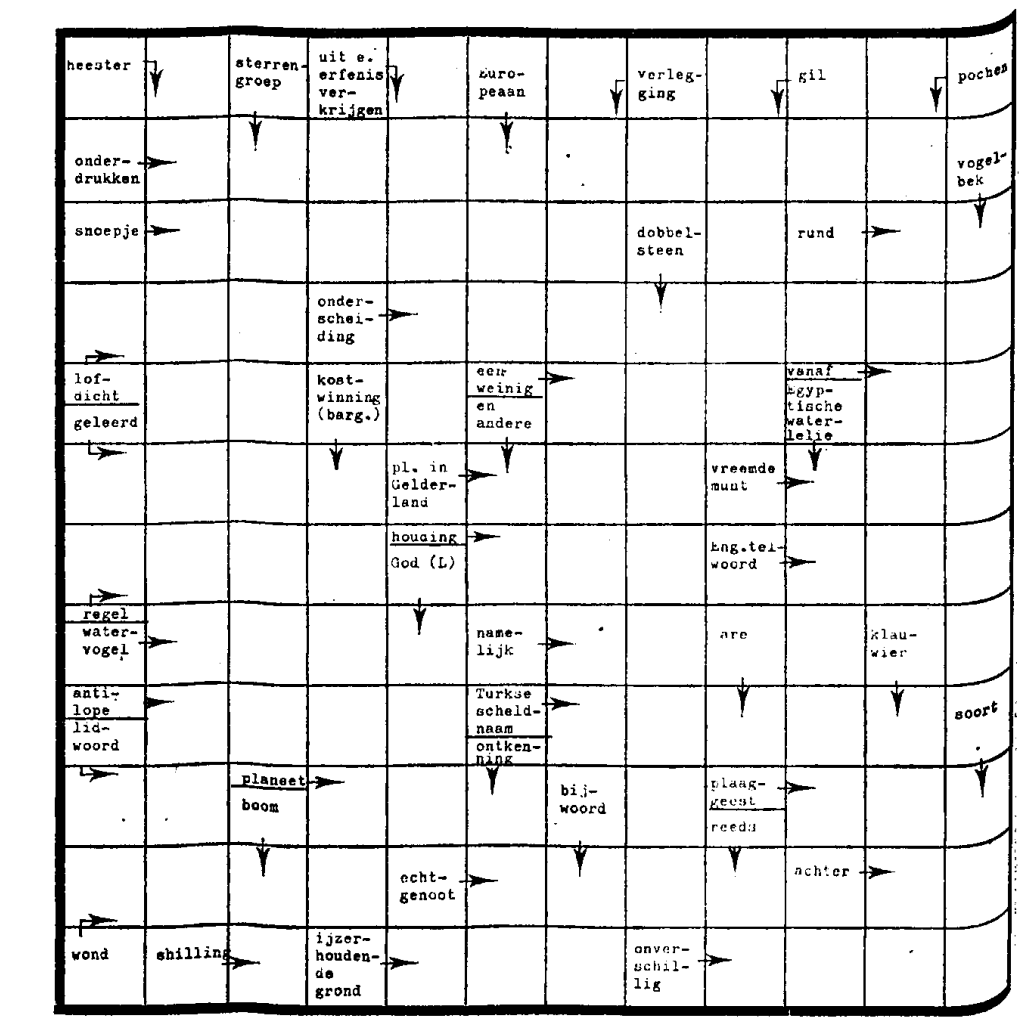 heester
sterren-
groep
uit e.
erfenis
ver-
krijgen
Euro-
peaan
verleg-
ging
gil
pochen
onder-
drukken
vogel-
bek
snoepje
dobbel-
steen
rund
onder-
schei-
ding
lof-
dicht
geleerd
kost-
winning
(barg.)
een
weinig
en
andere
vanaf
Egyp-
tische
water-
lelie
pl. in
Gelder-
land
vreemde
munt
houding
God (L)
Eng.tel-
woord
regel
water-
vogel
name-
lijk
are
klau-
wier
anti-
lope
lid-
woord
Turkse
scheld-
naam
ontken-
ning
soort
planeet
boom
bij-
woord
plaag-
geest
reeds
echt-
genoot
achter
wond
shilling
ijzer-
houden-
de
grond
onver-
schil-
lig